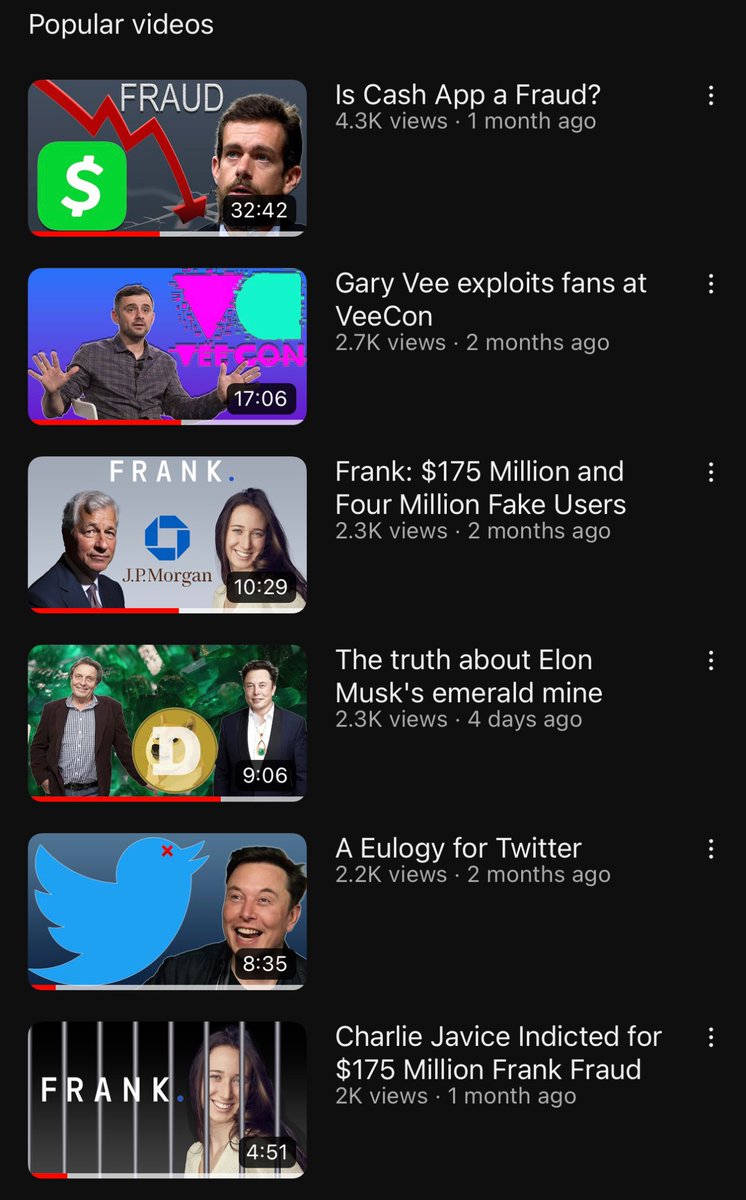 Popular videos
FRAUD
$
32:42
Is Cash App a Fraud?
4.3K views · 1 month ago
VEECON
17:06
Gary Vee exploits fans at
VeeCon
2.7K views · 2 months ago
FRANK.
J.P.Morgan
10:29
Frank: $175 Million and
Four Million Fake Users
2.3K views · 2 months ago
D
9:06
The truth about Elon
Musk's emerald mine
2.3K views · 4 days ago
8:35
A Eulogy for Twitter
2.2K views · 2 months ago
FRANK.
4:51
Charlie Javice Indicted for
$175 Million Frank Fraud
2K views · 1 month ago